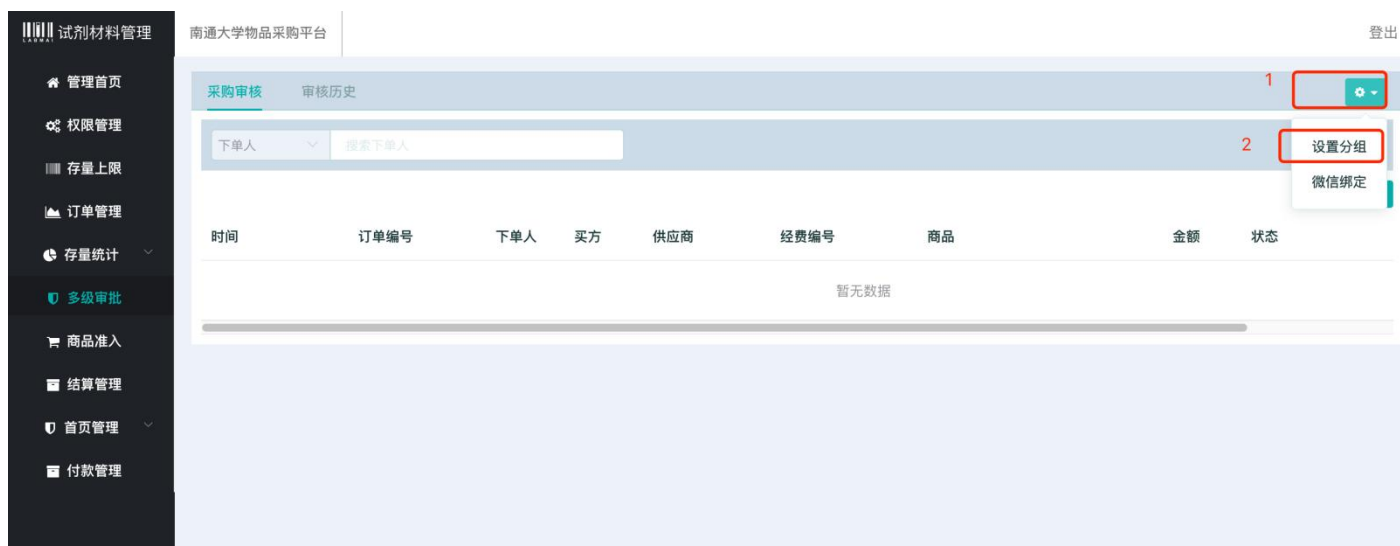 LABMAI 试剂材料管理
南通大学物品采购平台
登出
管理首页
权限管理
存量上限
订单管理
存量统计
多级审批
商品准入
结算管理
首页管理
付款管理
采购审核 审核历史
1
下单人 搜索下单人
2
设置分组
微信绑定
时间 订单编号 下单人 买方 供应商 经费编号 商品 金额 状态
暂无数据